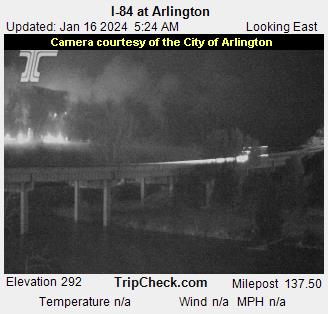 I-84 at Arlington
Updated: Jan 16 2024  5:24 AM Looking East
Camera courtesy of the City of Arlington
Elevation 292 TripCheck.com Milepost 137.50
Temperature n/a Wind n/a MPH n/a